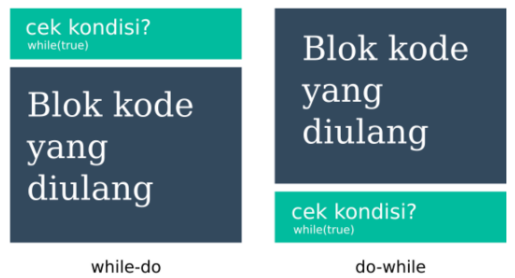 cek kondisi?
while(true)
Blok kode
yang
diulang
while-do
Blok kode
yang
diulang
cek kondisi?
while(true)
do-while